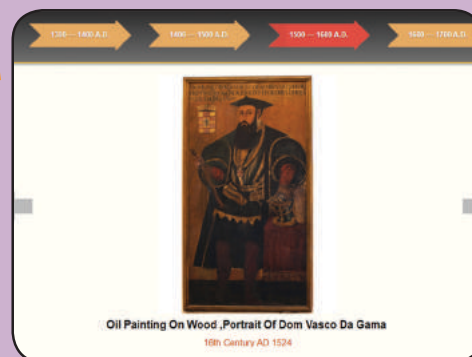 1300 — 1400 A.D. 1400 — 1500 A.D. 1500 — 1600 A.D. 1600 — 1700 A.D.
Oil Painting On Wood ,Portrait Of Dom Vasco Da Gama
16th Century AD 1524